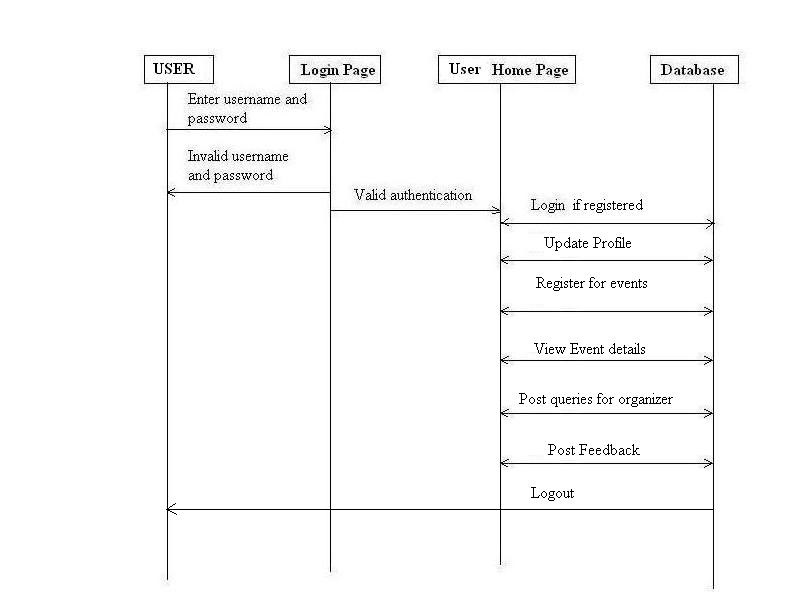 USER
Login Page
User Home Page
Database
Enter username and
password
Invalid username
and password
Valid authentication
Login if registered
Update Profile
Register for events
View Event details
Post queries for organizer
Post Feedback
Logout